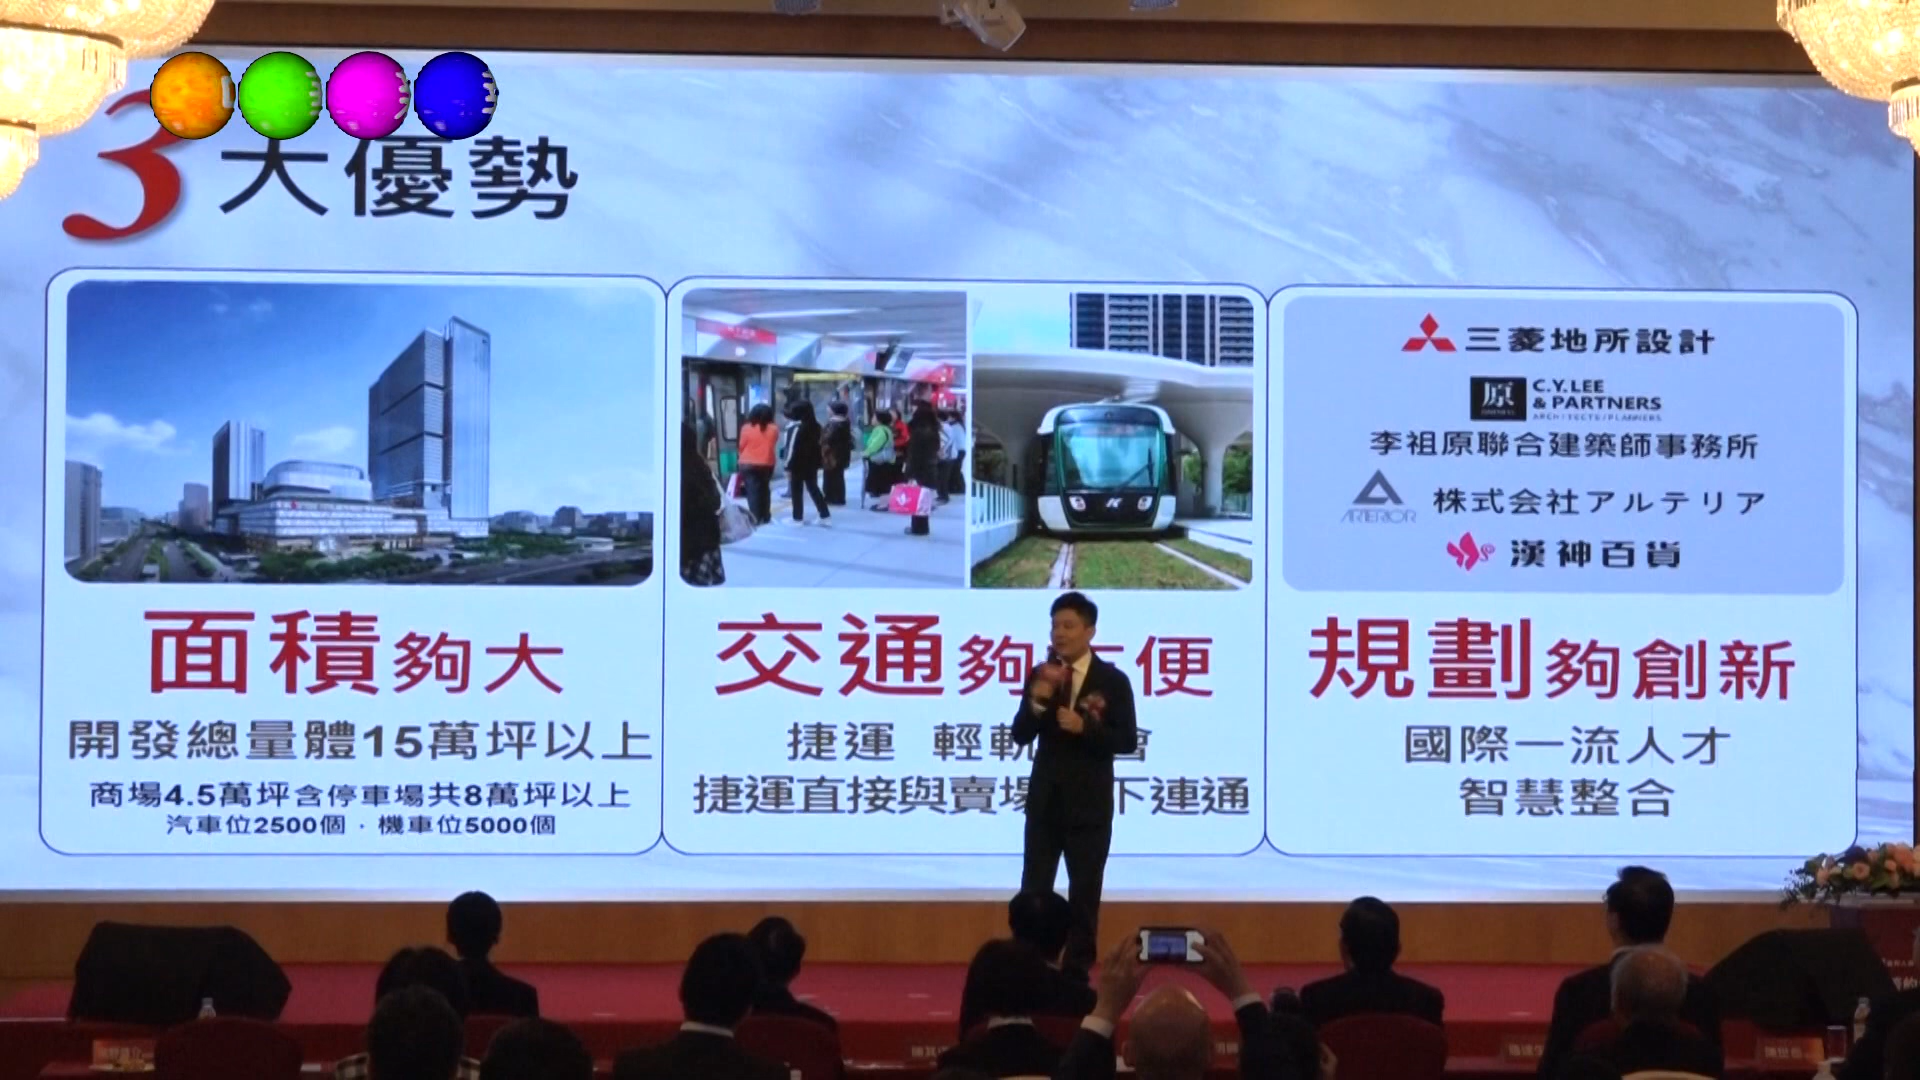 3大優勢
三菱地所設計
原 C.Y.LEE
& PARTNERS
ARCHITECTS/PLANNERS
李祖原聯合建築師事務所
ARTERIOR 株式会社アルテリア
漢神百貨
面積夠大
開發總量體15萬坪以上
商場4.5萬坪含停車場共8萬坪以上
汽車位2500個．機車位5000個
交通夠 便
捷運 輕軌 會
捷運直接與賣場 下連通
規劃夠創新
國際一流人才
智慧整合